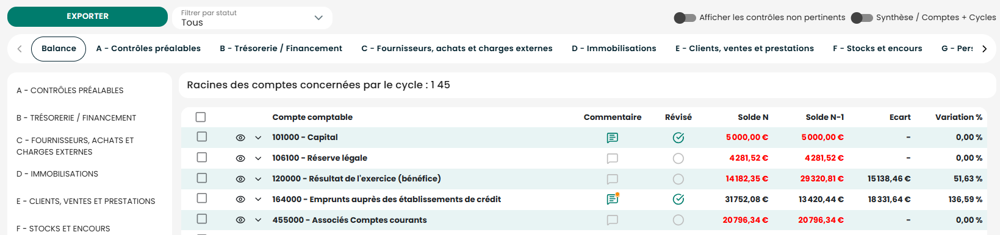 EXPORTER
Filtrer par statut
Tous
Afficher les contrôles non pertinents
Synthèse / Comptes + Cycles
Balance
A - Contrôles préalables
B - Trésorerie / Financement
C - Fournisseurs, achats et charges externes
D - Immobilisations
E - Clients, ventes et prestations
F - Stocks et encours
G - Pers
A - CONTRÔLES PRÉALABLES
B - TRÉSORERIE / FINANCEMENT
C - FOURNISSEURS, ACHATS ET
CHARGES EXTERNES
D - IMMOBILISATIONS
E - CLIENTS, VENTES ET PRESTATIONS
F - STOCKS ET ENCOURS
Racines des comptes concernées par le cycle : 1 45
Compte comptable Commentaire Révisé Solde N Solde N-1 Ecart Variation %
101000 - Capital 5 000,00 € 5 000,00 € - 0,00 %
106100 - Réserve légale 4 281,52 € 4 281,52 € - 0,00 %
120000 - Résultat de l'exercice (bénéfice) 14 182,35 € 29 320,81 € 15 138,46 € 51,63 %
164000 - Emprunts auprès des établissements de crédit 31 752,08 € 13 420,44 € 18 331,64 € 136,59 %
455000 - Associés Comptes courants 20 796,34 € 20 796,34 € - 0,00 %